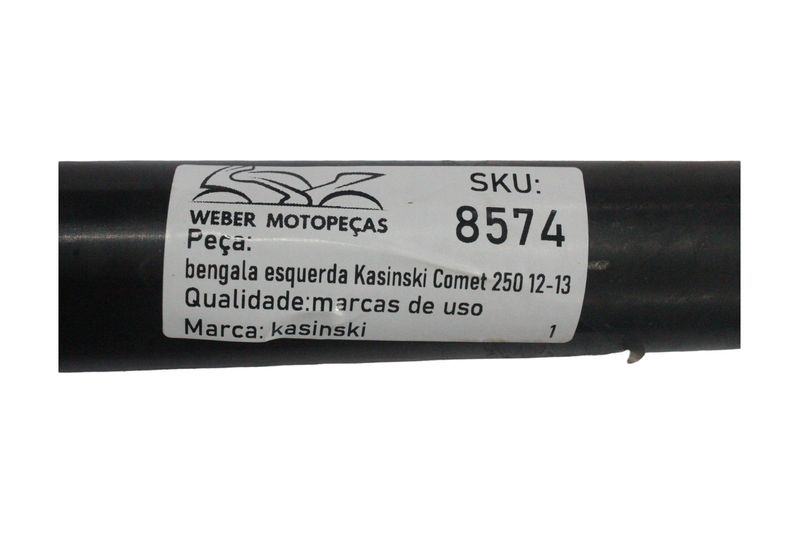 WEBER MOTOPEÇAS
SKU:
8574
Peça:
bengala esquerda Kasinski Comet 250 12-13
Qualidade:marcas de uso
Marca: kasinski
1